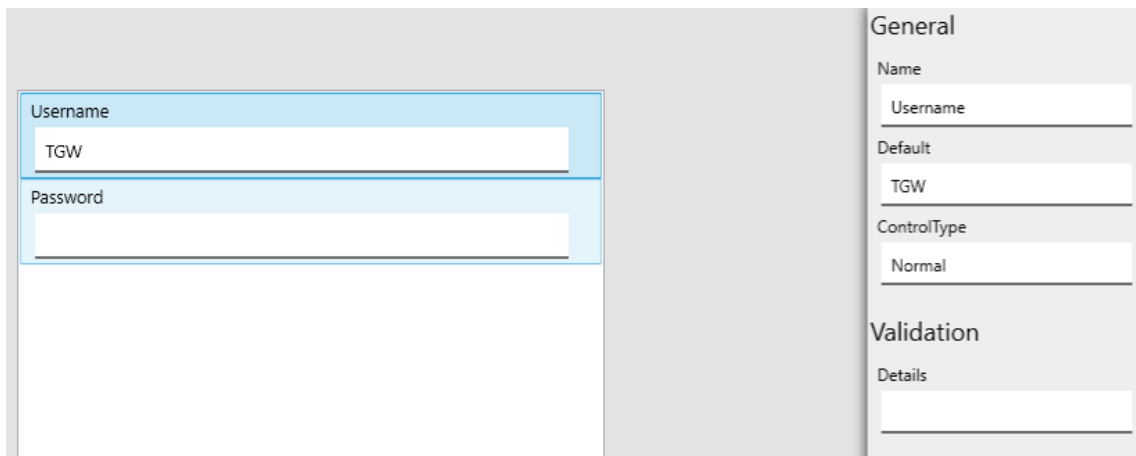 Username
TGW
Password
General
Name
Username
Default
TGW
ControlType
Normal
Validation
Details